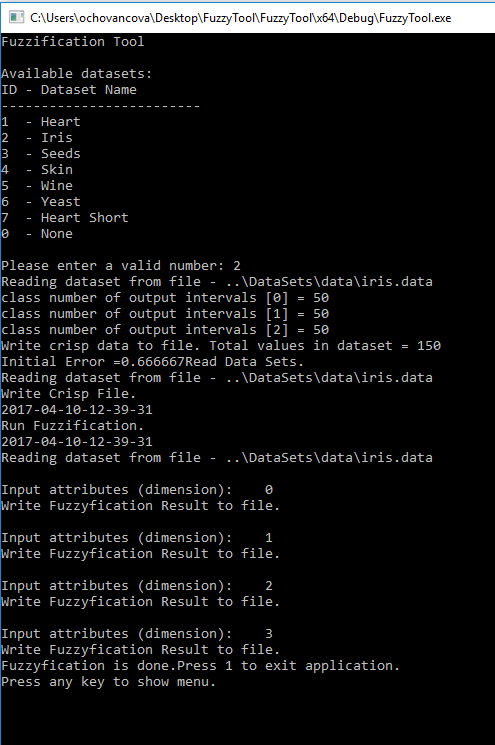 C:\Users\ochovancova\Desktop\FuzzyTool\FuzzyTool\x64\Debug\FuzzyTool.exe
Fuzzification Tool
Available datasets:
ID - Dataset Name
-------------------------
1  - Heart
2  - Iris
3  - Seeds
4  - Skin
5  - Wine
6  - Yeast
7  - Heart Short
0  - None
Please enter a valid number: 2
Reading dataset from file - ..\DataSets\data\iris.data
class number of output intervals [0] = 50
class number of output intervals [1] = 50
class number of output intervals [2] = 50
Write crisp data to file. Total values in dataset = 150
Initial Error =0.666667Read Data Sets.
Reading dataset from file - ..\DataSets\data\iris.data
Write Crisp File.
2017-04-10-12-39-31
Run Fuzzification.
2017-04-10-12-39-31
Reading dataset from file - ..\DataSets\data\iris.data
Input attributes (dimension):    0
Write Fuzzyfication Result to file.
Input attributes (dimension):    1
Write Fuzzyfication Result to file.
Input attributes (dimension):    2
Write Fuzzyfication Result to file.
Input attributes (dimension):    3
Write Fuzzyfication Result to file.
Fuzzyfication is done.Press 1 to exit application.
Press any key to show menu.